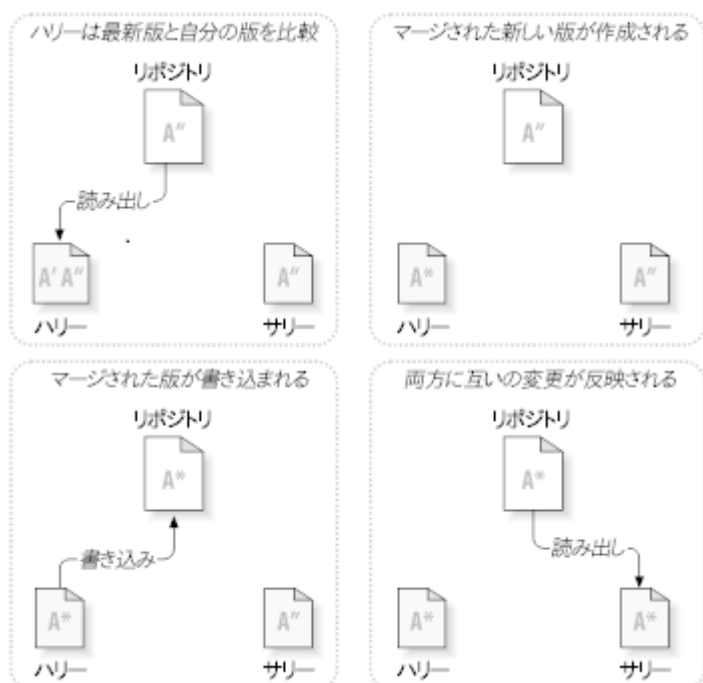 ハリーは最新版と自分の版を比較
リポジトリ
A″
読み出し
A′ A″
A″
ハリー
サリー
マージされた新しい版が作成される
リポジトリ
A″
A*
A″
ハリー
サリー
マージされた版が書き込まれる
リポジトリ
A*
書き込み
A*
A″
ハリー
サリー
両方に互いの変更が反映される
リポジトリ
A*
読み出し
A*
A*
ハリー
サリー